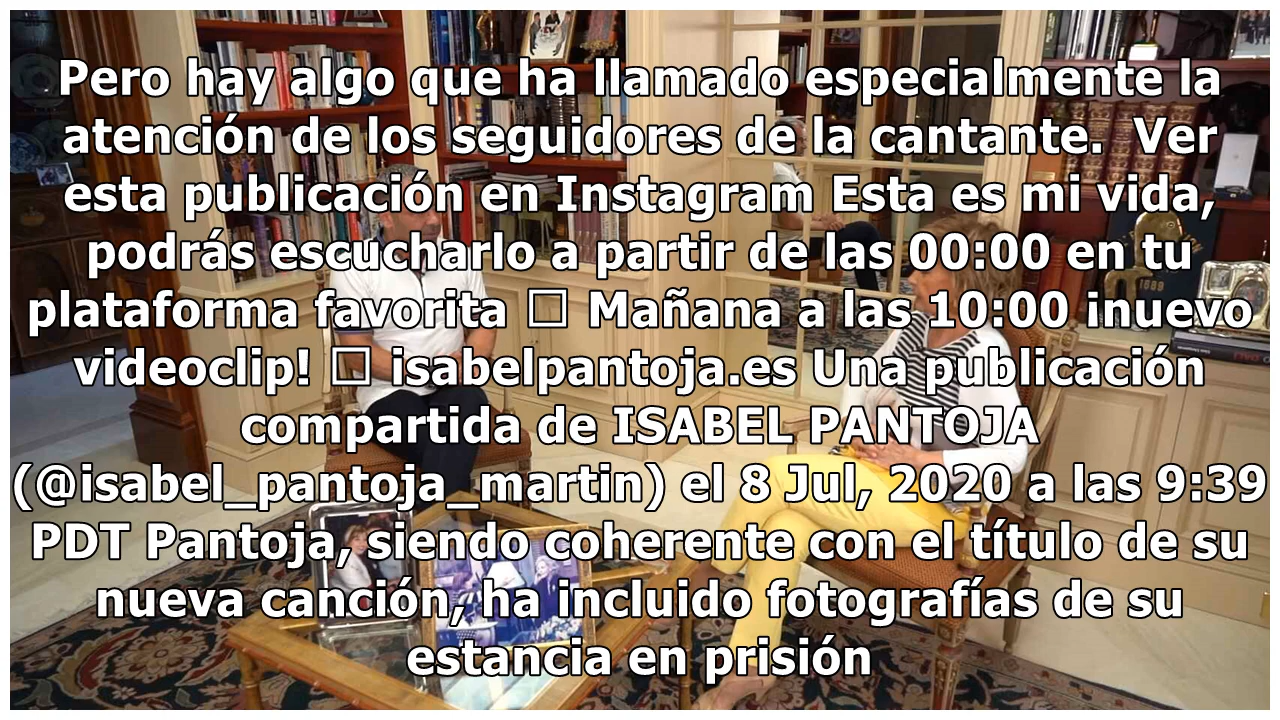 Pero hay algo que ha llamado especialmente la
atención de los seguidores de la cantante.  Ver
esta publicación en Instagram Esta es mi vida,
podrás escucharlo a partir de las 00:00 en tu
plataforma favorita □ Mañana a las 10:00 ¡nuevo
videoclip! □ isabelpantoja.es Una publicación
compartida de ISABEL PANTOJA
(@isabel_pantoja_martin) el 8 Jul, 2020 a las 9:39
PDT Pantoja, siendo coherente con el título de su
nueva canción, ha incluido fotografías de su
estancia en prisión
1689